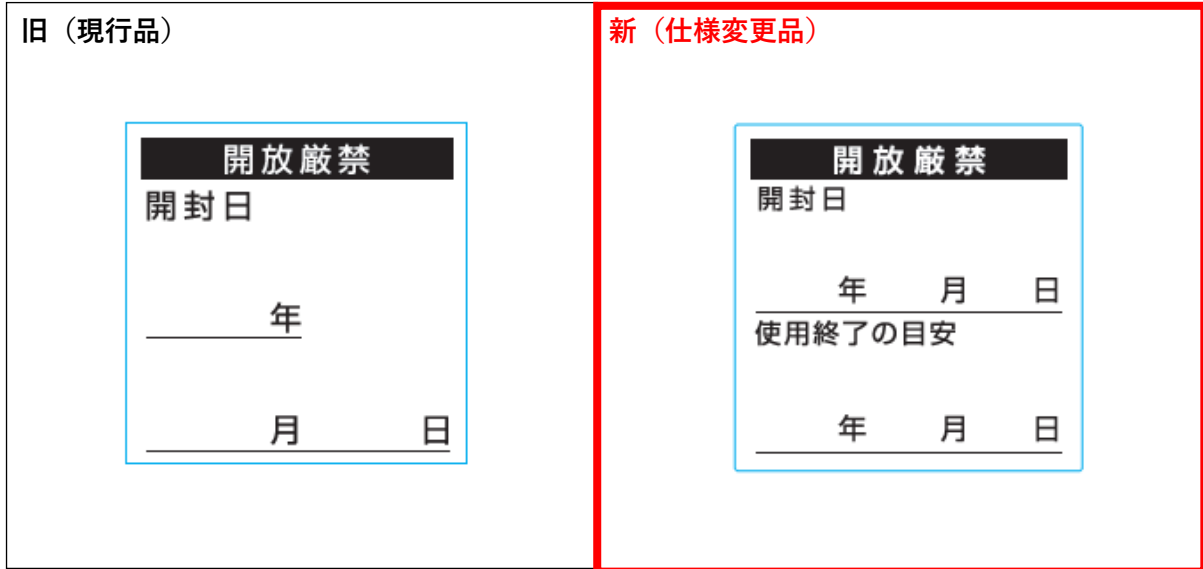 旧（現行品）
開放厳禁
開封日
年
月 日
新（仕様変更品）
開放厳禁
開封日
年 月 日
使用終了の目安
年 月 日